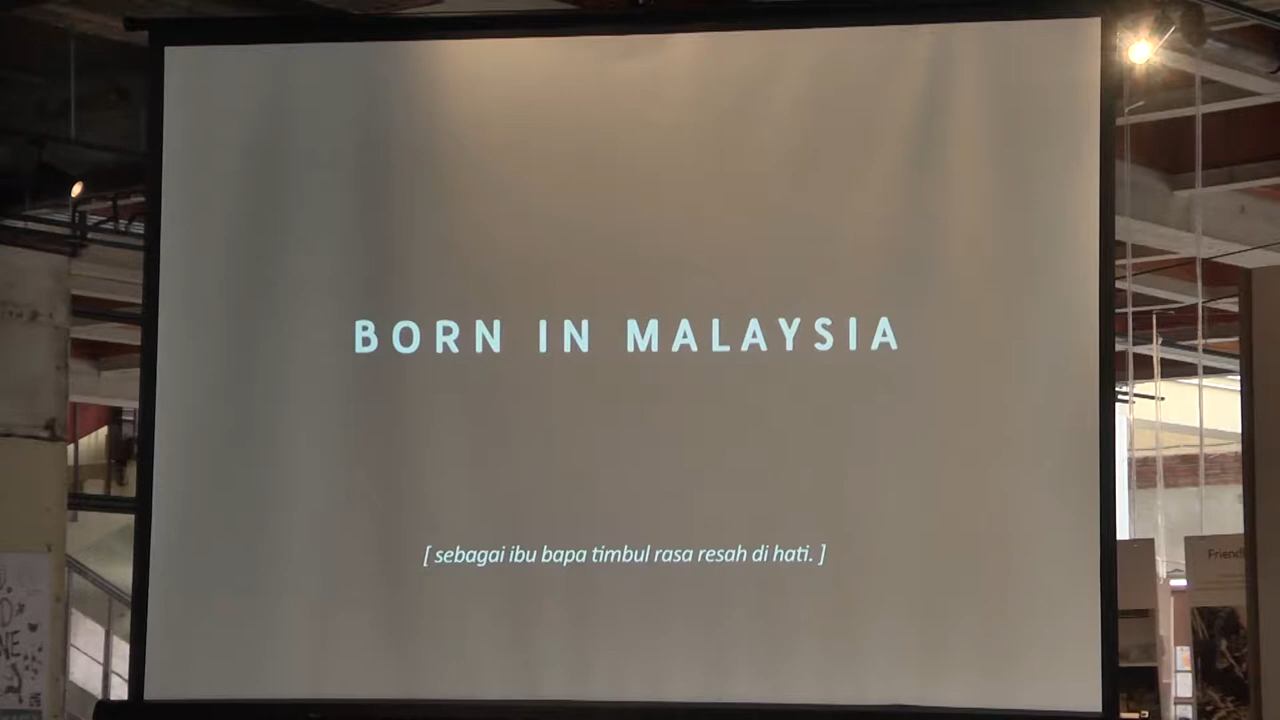 BORN IN MALAYSIA
[ sebagai ibu bapa timbul rasa resah di hati. ]